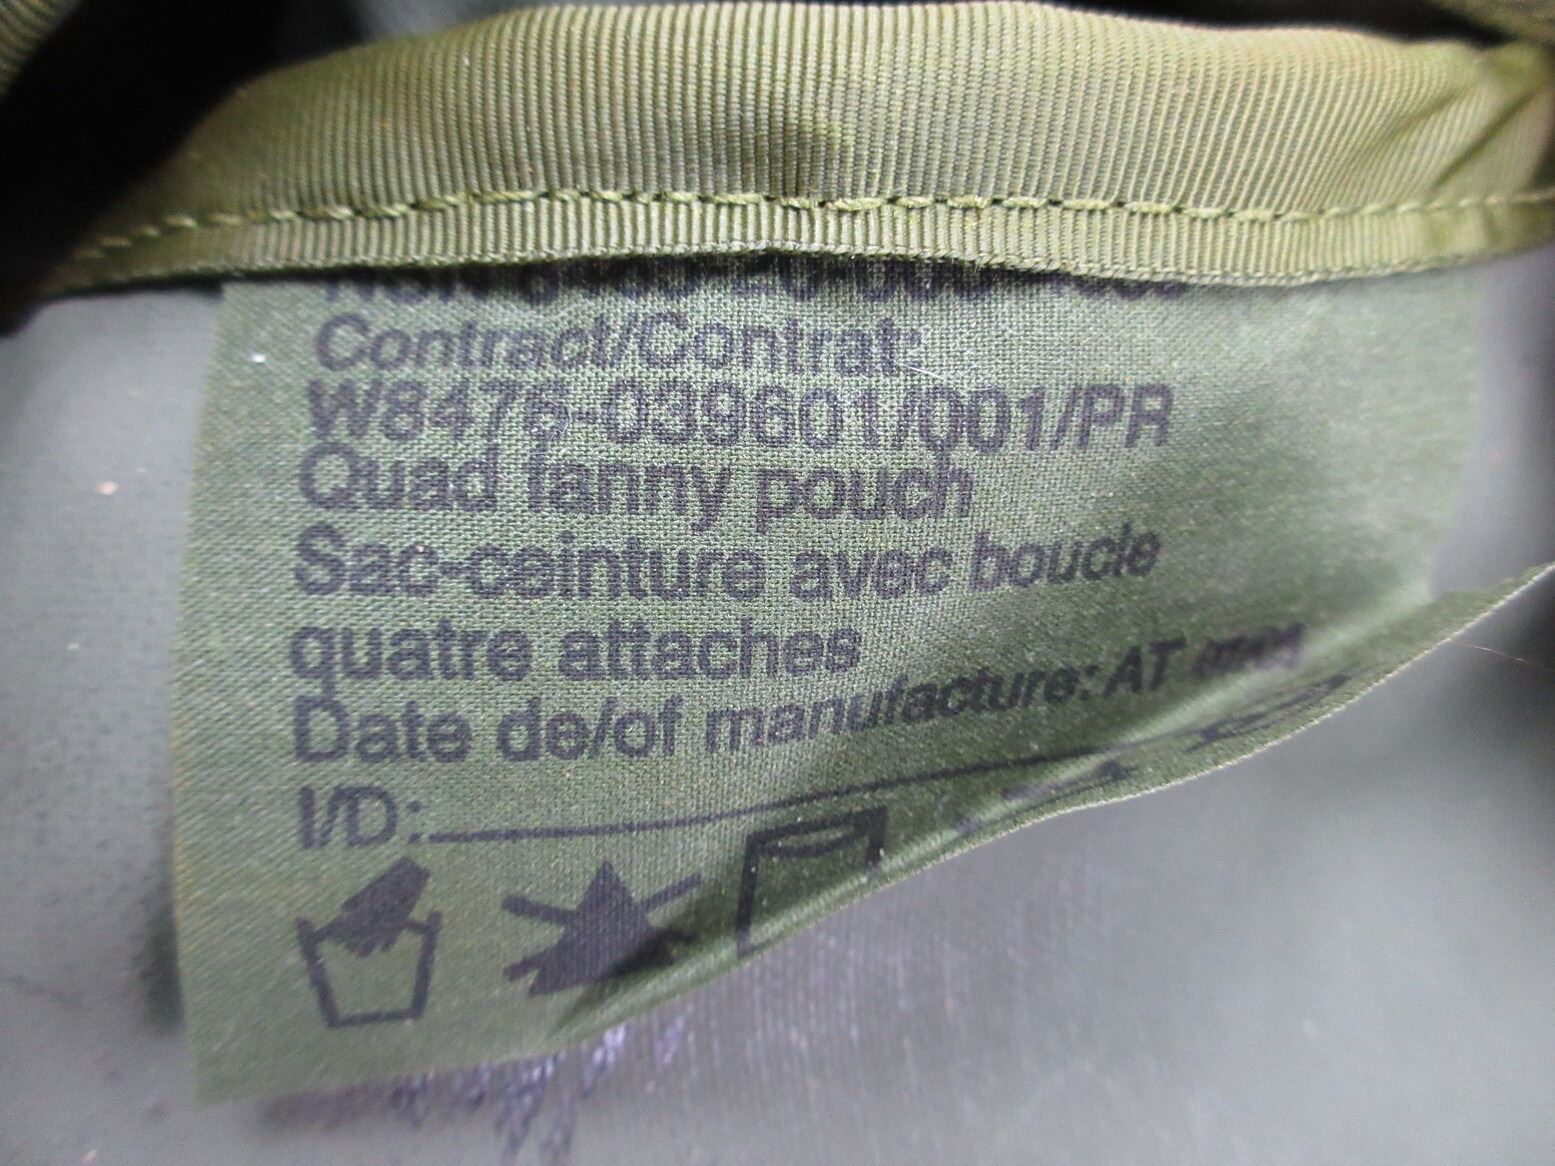 Contract/Contrat:
W8476-039601/001/PR
Quad fanny pouch
Sac-ceinture avec boucle
quatre attaches
Date de/of manufacture: AT
I/D: